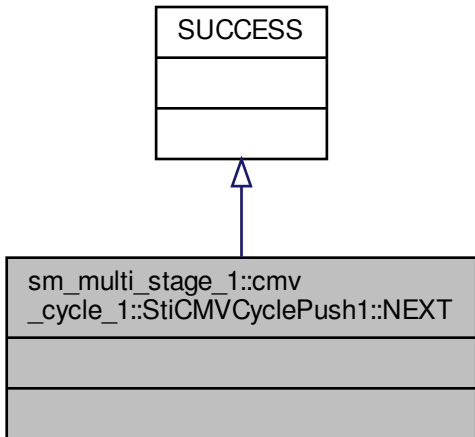 SUCCESS
sm_multi_stage_1::cmv
_cycle_1::StiCMVCyclePush1::NEXT